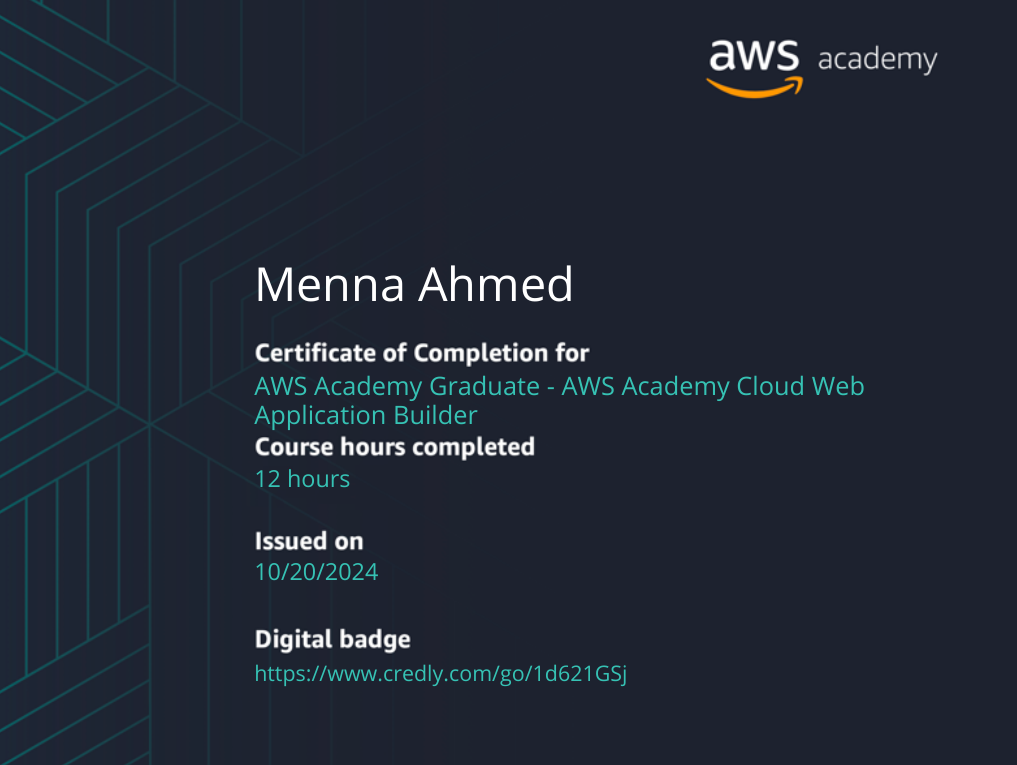 aws academy
Menna Ahmed
Certificate of Completion for
AWS Academy Graduate - AWS Academy Cloud Web
Application Builder
Course hours completed
12 hours
Issued on
10/20/2024
Digital badge
https://www.credly.com/go/1d621GSj